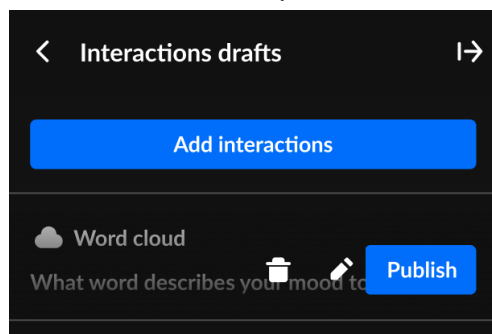 Interactions drafts
Add interactions
Word cloud
What word describes your mood to
Publish